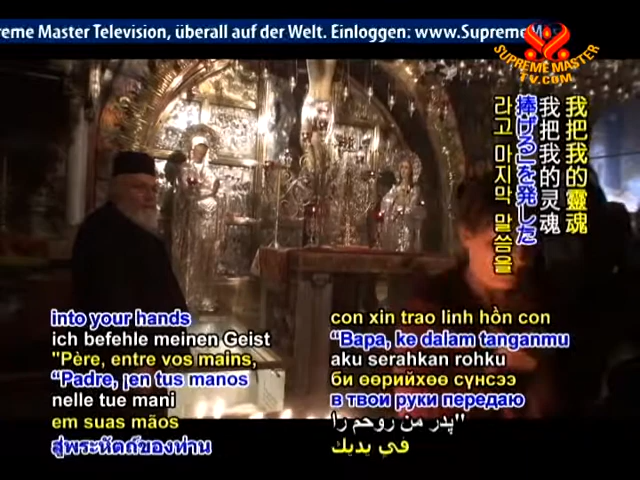 reme Master Television, überall auf der Welt. Einloggen: www.SupremeMas
SUPREME MASTER
TV.COM
我把我的靈魂
我把我的灵魂
捧げる」を発した
라고 마지막 말씀을
into your hands
ich befehle meinen Geist
"Père, entre vos mains,
“Padre, ¡en tus manos
nelle tue mani
em suas mãos
สู่พระหัตถ์ของท่าน
con xin trao linh hồn con
“Bapa, ke dalam tanganmu
aku serahkan rohku
би өөрийхөө сүнсээ
в твои руки передаю
"پدر من روحم را
في يديك